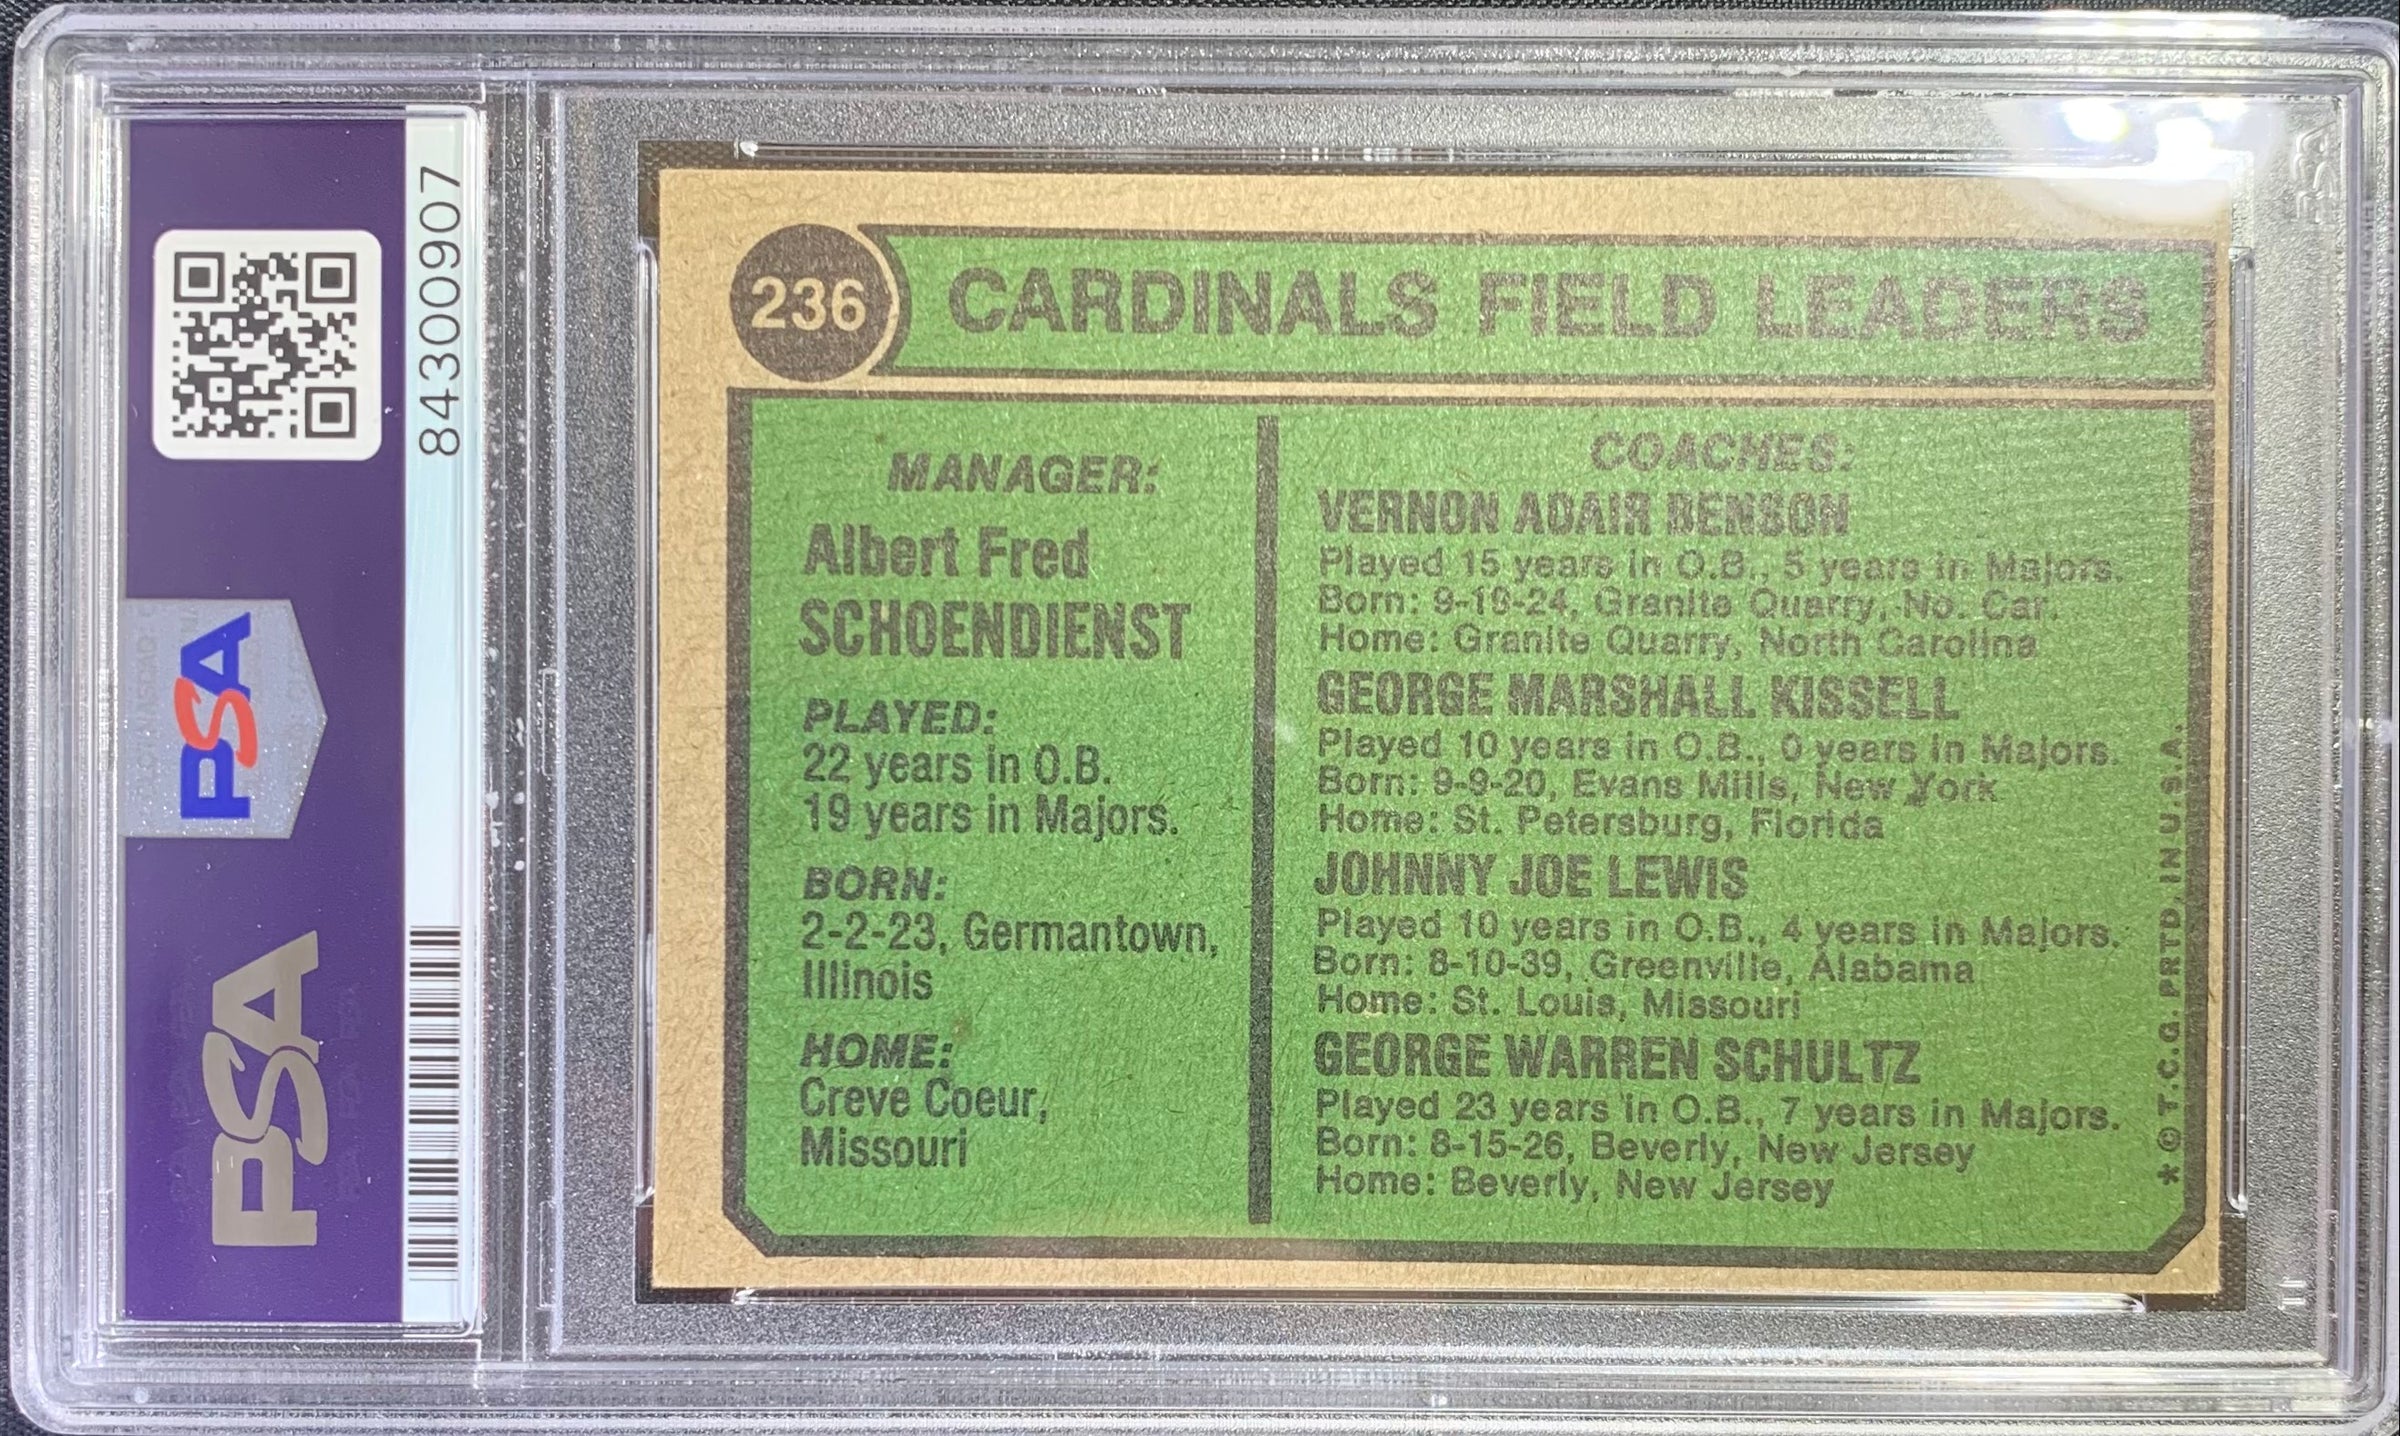 84300907
PSA
PSA
236
CARDINALS FIELD LEADERS
MANAGER:
Albert Fred
SCHOENDIENST
PLAYED:
22 years in O.B.
19 years in Majors.
BORN:
2-2-23, Germantown,
Illinois
HOME:
Creve Coeur,
Missouri
COACHES:
VERNON ADAIR BENSON
Played 15 years in O.B., 5 years in Majors.
Born: 9-19-24, Granite Quarry, No. Car.
Home: Granite Quarry, North Carolina
GEORGE MARSHALL KISSELL
Played 10 years in O.B., 0 years in Majors.
Born: 9-9-20, Evans Mills, New York
Home: St. Petersburg, Florida
JOHNNY JOE LEWIS
Played 10 years in O.B., 4 years in Majors.
Born: 8-10-39, Greenville, Alabama
Home: St. Louis, Missouri
GEORGE WARREN SCHULTZ
Played 23 years in O.B., 7 years in Majors.
Born: 8-15-26, Beverly, New Jersey
Home: Beverly, New Jersey
* © T.C.G. PRTD. IN U.S.A.
PSA